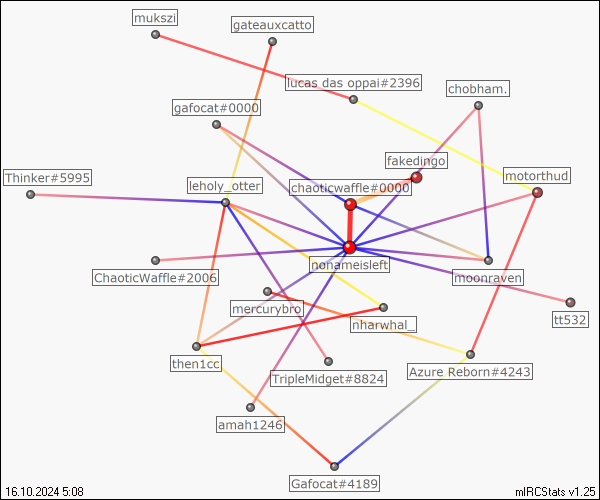 mukszi
gateauxcatto
lucas das oppai#2396
chobham.
gafocat#0000
fakedingo
Thinker#5995
leholy_otter
chaoticwaffle#0000
motorthud
nonameisleft
ChaoticWaffle#2006
moonraven
mercurybro
tt532
nharwhal_
then1cc
TripleMidget#8824
Azure Reborn#4243
amah1246
Gafocat#4189
16.10.2024 5:08
mIRCStats v1.25